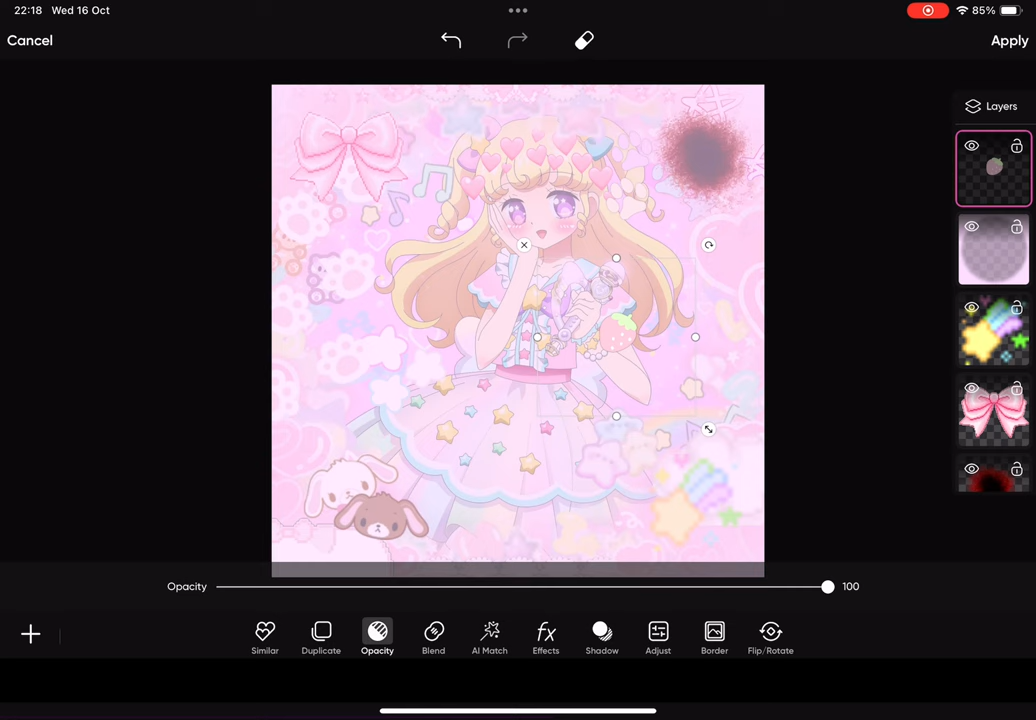 22:18 Wed 16 Oct
85%
Cancel
Apply
Layers
Opacity
100
Similar
Duplicate
Opacity
Blend
AI Match
fx
Effects
Shadow
Adjust
Border
Flip/Rotate